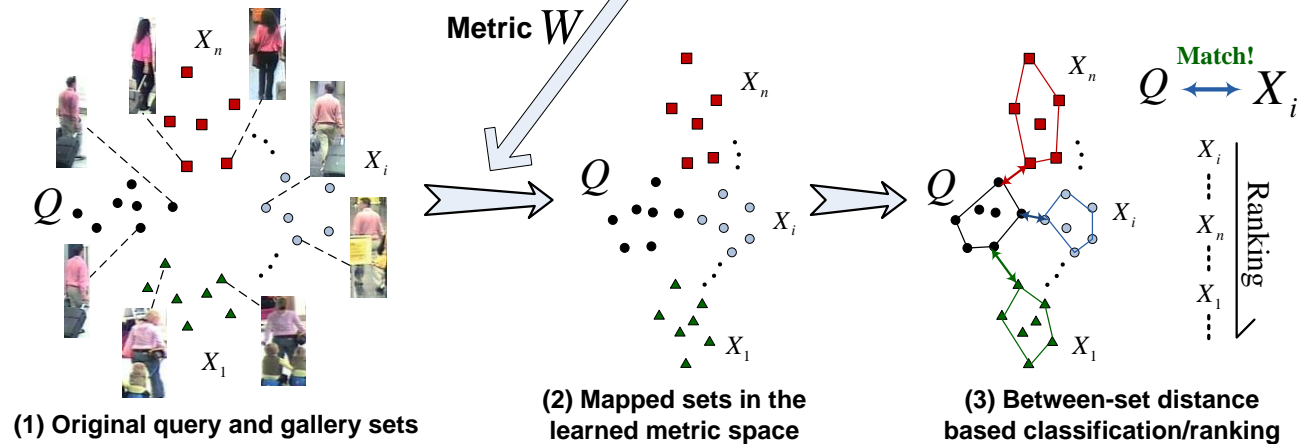 Metric W
X_n
X_i
Q
X_1
(1) Original query and gallery sets
X_n
Q
X_i
X_1
(2) Mapped sets in the
learned metric space
X_n
Q
X_i
X_1
(3) Between-set distance
based classification/ranking
Match!
Q X_i
X_i
X_n
X_1
Ranking